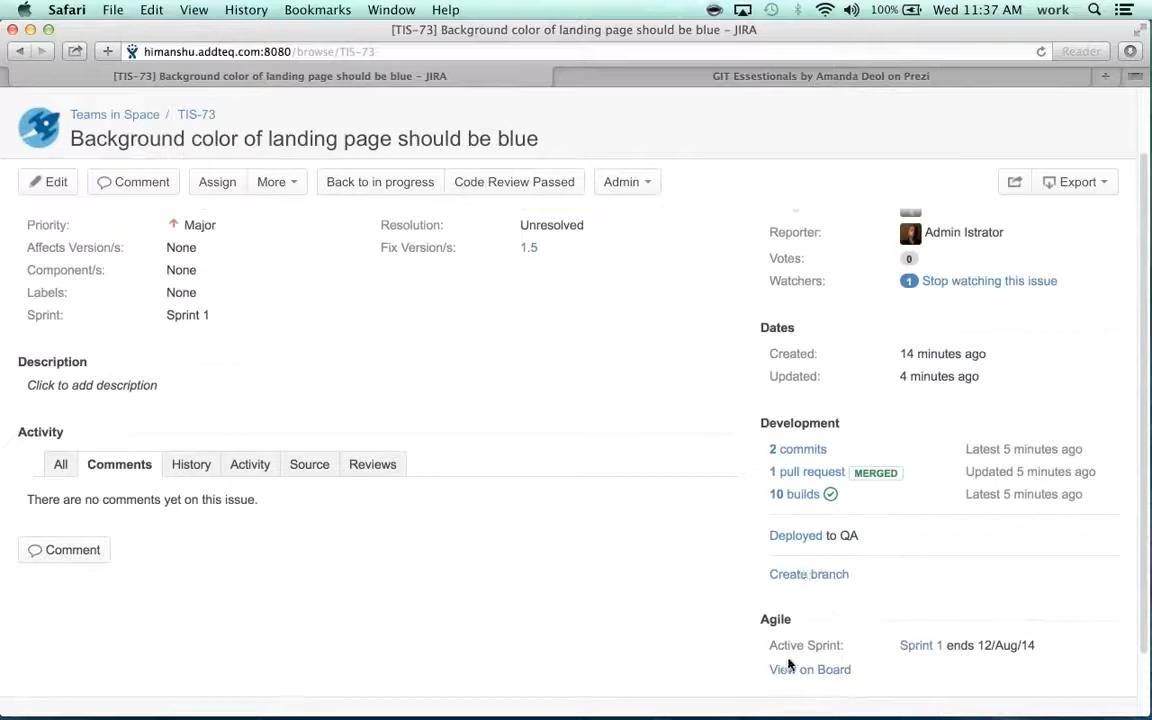 Safari File Edit View History Bookmarks Window Help 100% Wed 11:37 AM work
[TIS-73] Background color of landing page should be blue – JIRA
himanshu.addteq.com:8080/browse/TIS-73 Reader
[TIS-73] Background color of landing page should be blue – JIRA GIT Essestionals by Amanda Deol on Prezi
Teams in Space / TIS-73
Background color of landing page should be blue
Edit Comment Assign More Back to in progress Code Review Passed Admin Export
Priority: Major Resolution: Unresolved
Affects Version/s: None Fix Version/s: 1.5
Component/s: None
Labels: None
Sprint: Sprint 1
Description
Click to add description
Activity
All Comments History Activity Source Reviews
There are no comments yet on this issue.
Comment
Reporter: Admin Istrator
Votes: 0
Watchers: 1 Stop watching this issue
Dates
Created: 14 minutes ago
Updated: 4 minutes ago
Development
2 commits Latest 5 minutes ago
1 pull request MERGED Updated 5 minutes ago
10 builds Latest 5 minutes ago
Deployed to QA
Create branch
Agile
Active Sprint: Sprint 1 ends 12/Aug/14
View on Board